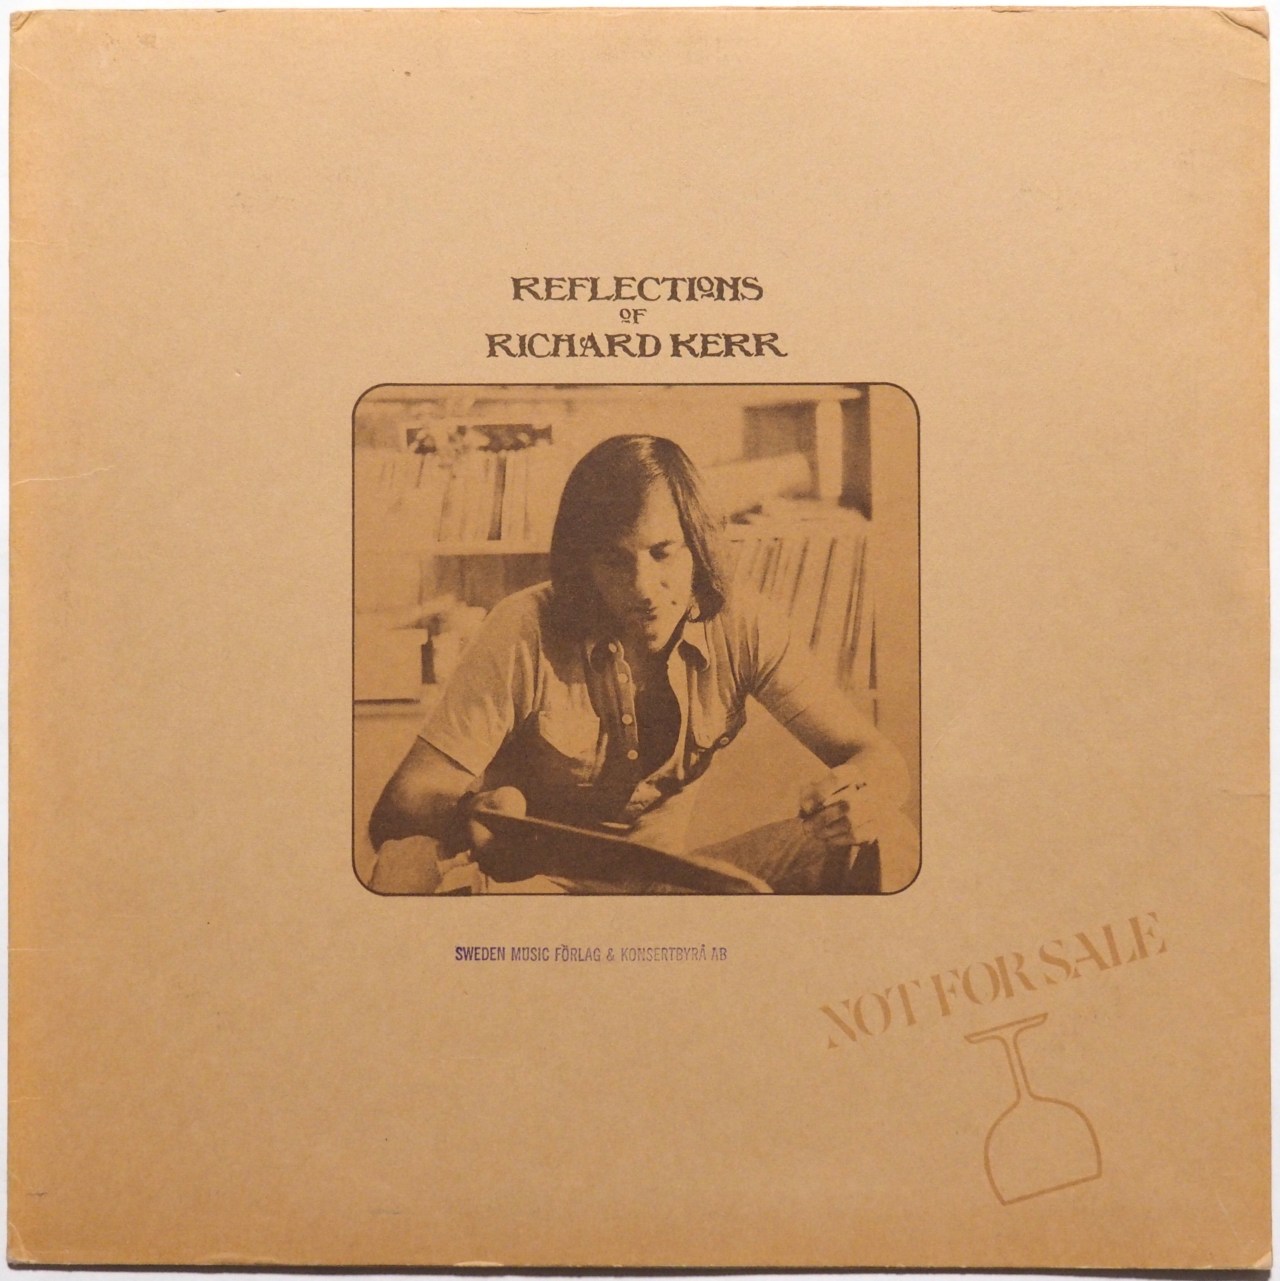 REFLECTIONS
OF
RICHARD KERR
SWEDEN MUSIC FÖRLAG & KONSERTBYRÅ AB
NOT FOR SALE